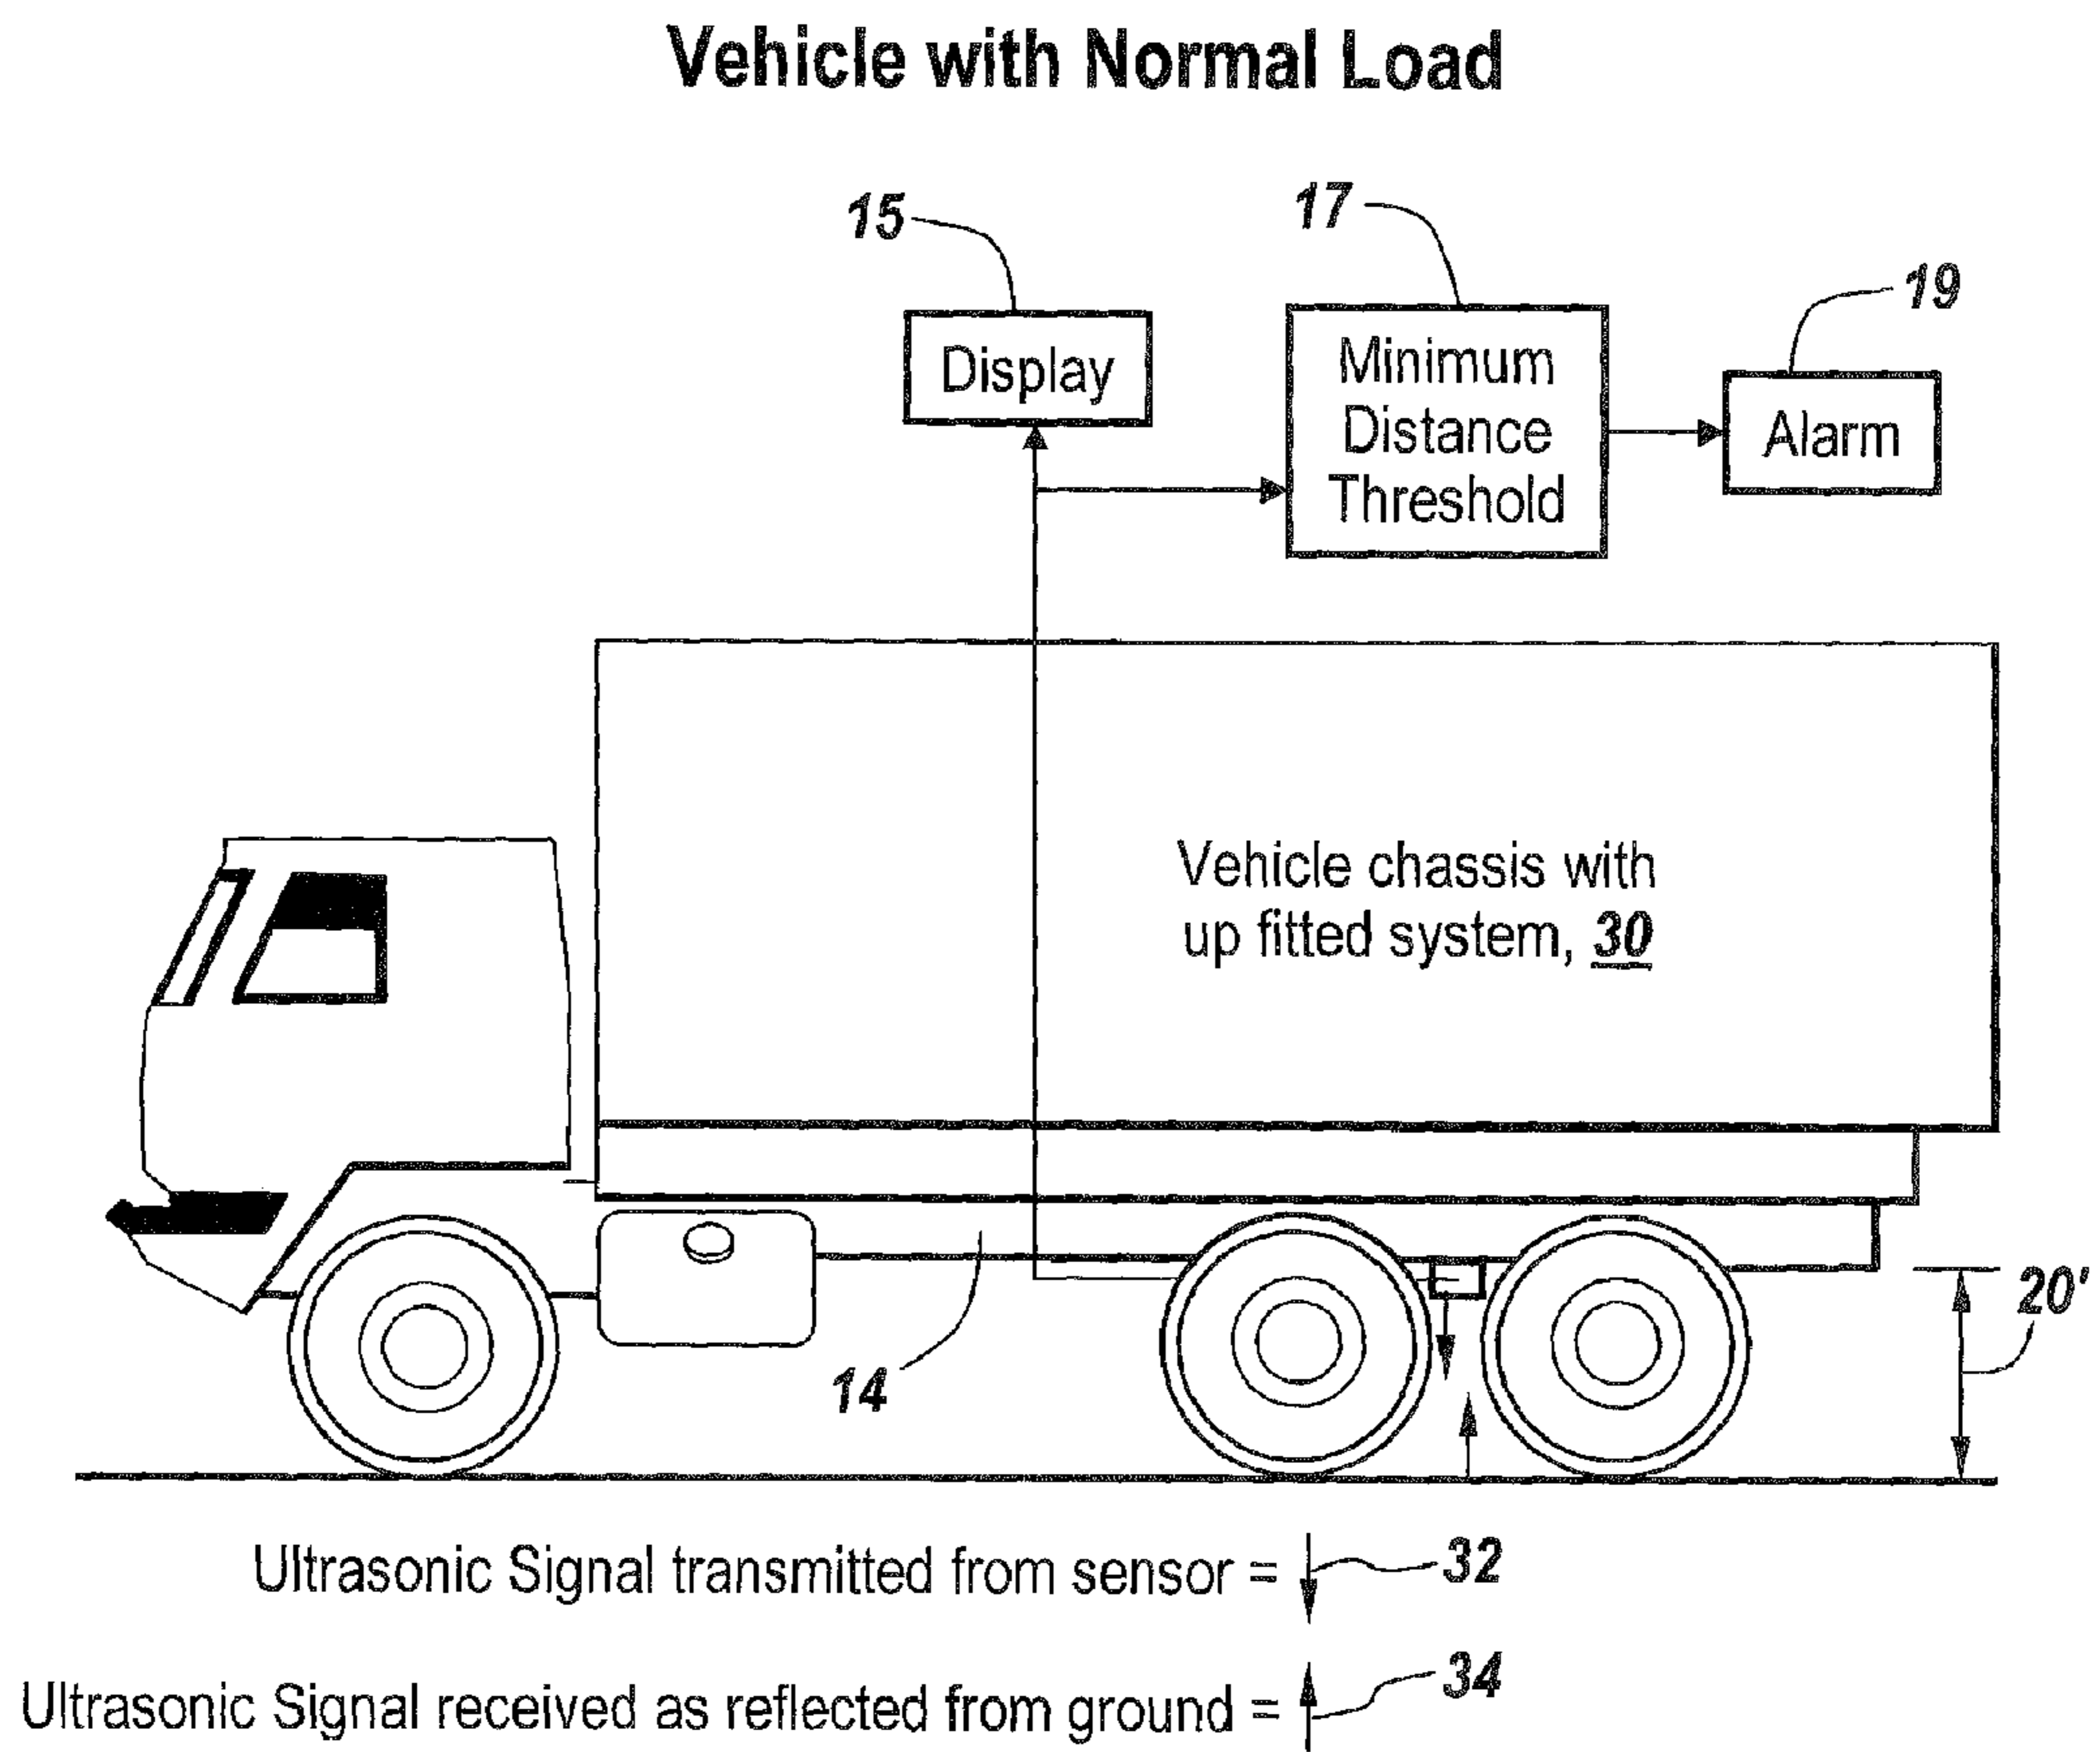 Vehicle with Normal Load
15
17
19
Display
Minimum
Distance
Threshold
Alarm
Vehicle chassis with
up fitted system, 30
20'
14
Ultrasonic Signal transmitted from sensor = 32
Ultrasonic Signal received as reflected from ground = 34